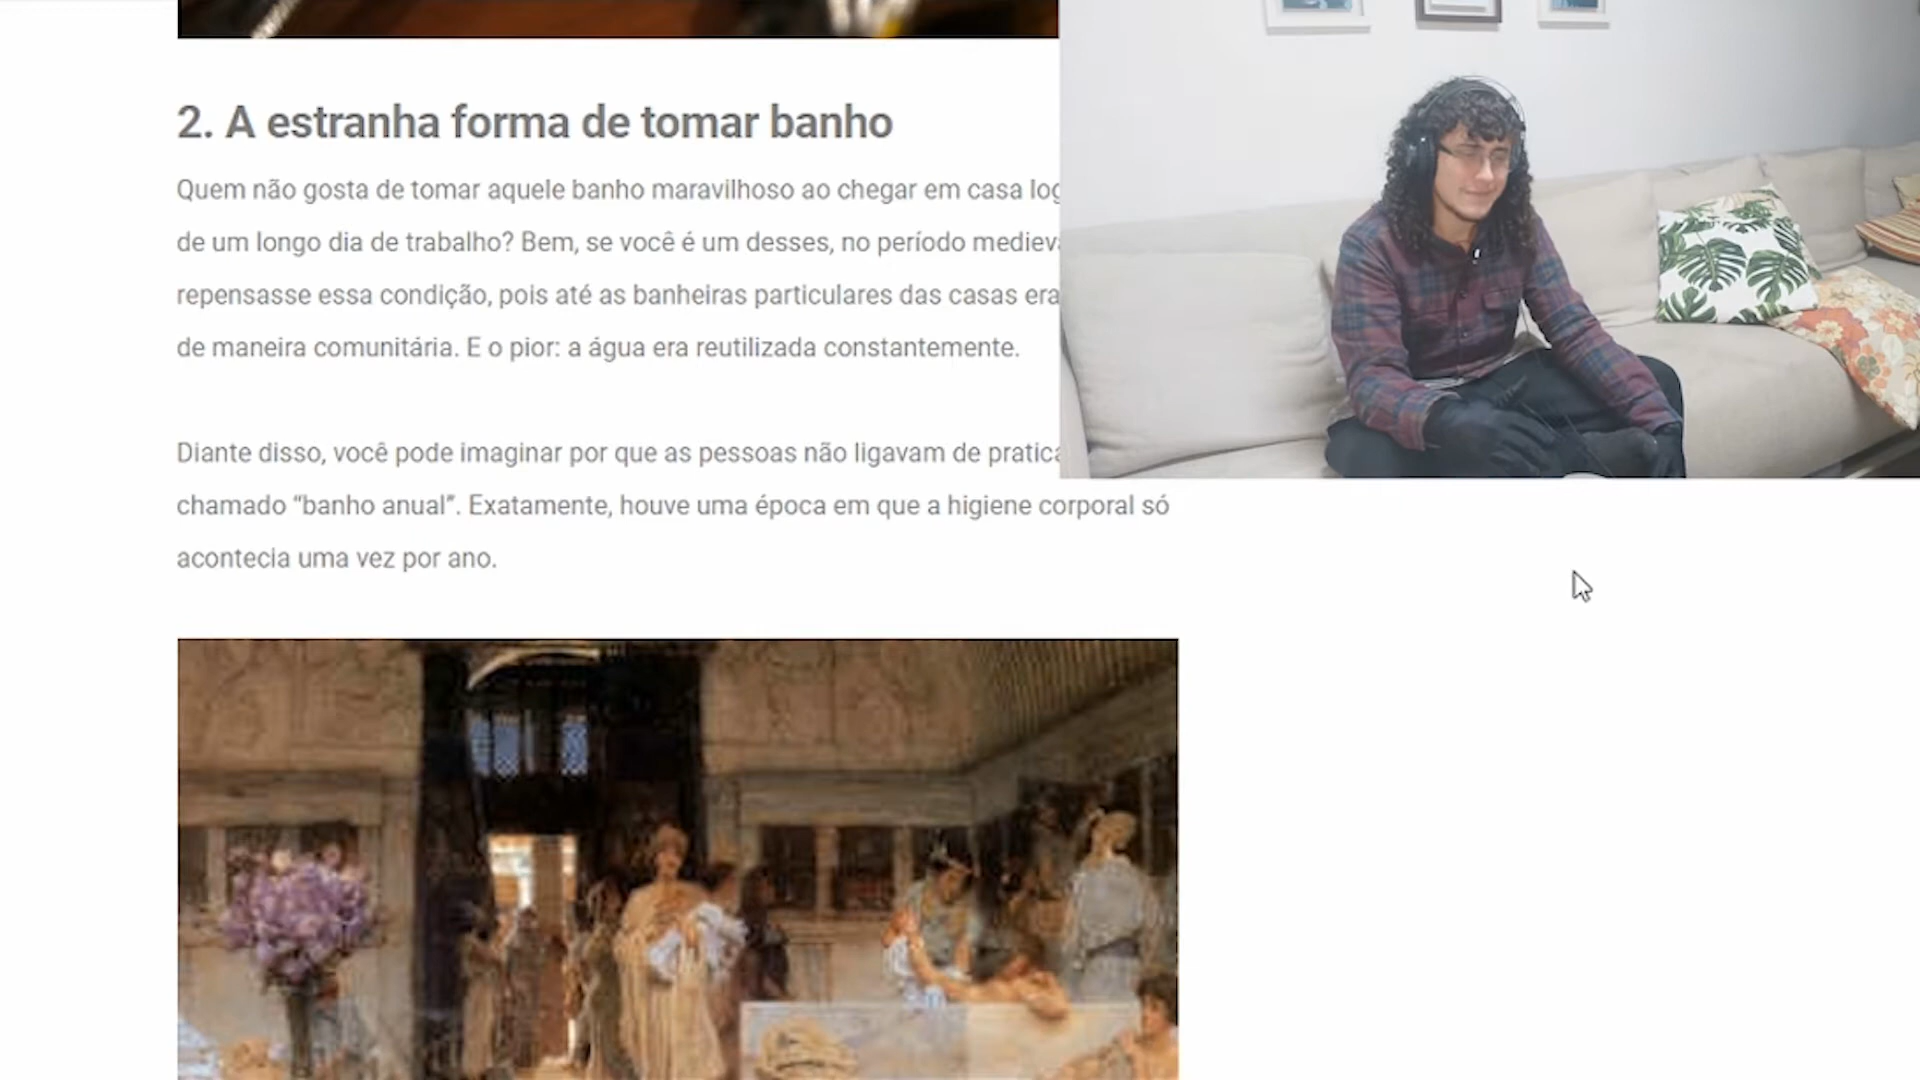 2. A estranha forma de tomar banho
Quem não gosta de tomar aquele banho maravilhoso ao chegar em casa
de um longo dia de trabalho? Bem, se você é um desses, no período
repensasse essa condição, pois até as banheiras particulares das casas
de maneira comunitária. E o pior: a água era reutilizada constantemente.
Diante disso, você pode imaginar por que as pessoas não ligavam de
chamado “banho anual”. Exatamente, houve uma época em que a higiene corporal só
acontecia uma vez por ano.